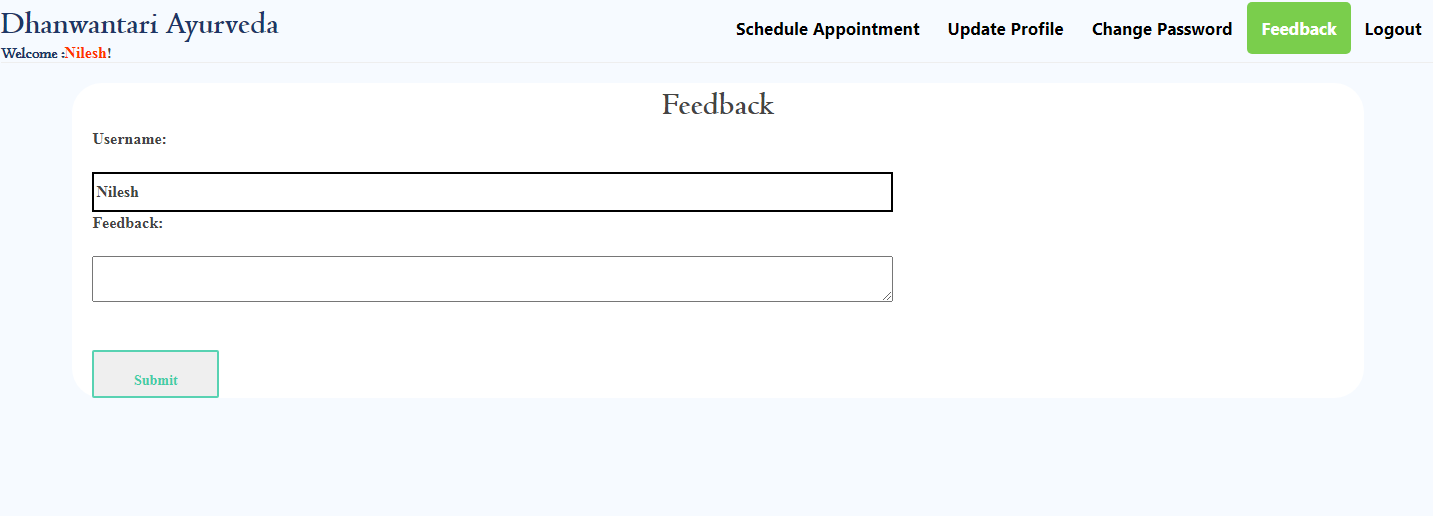 Dhanwantari Ayurveda
Welcome :Nilesh!
Schedule Appointment Update Profile Change Password Feedback Logout
Feedback
Username:
Nilesh
Feedback:
Submit